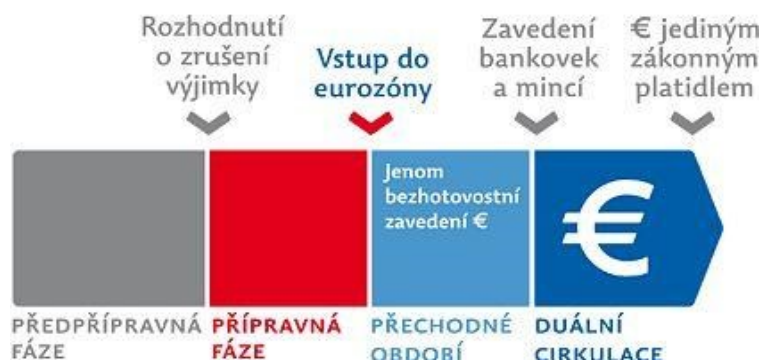 Rozhodnutí
o zrušení
výjimky
Vstup do
eurozóny
Zavedení
bankovek
a mincí
€ jediným
zákonným
platidlem
Jenom
bezhotovostní
zavedení €
€
PŘEDPŘÍPRAVNÁ
FÁZE
PŘÍPRAVNÁ
FÁZE
PŘECHODNÉ
OBDOBÍ
DUÁLNÍ
CIRKULACE